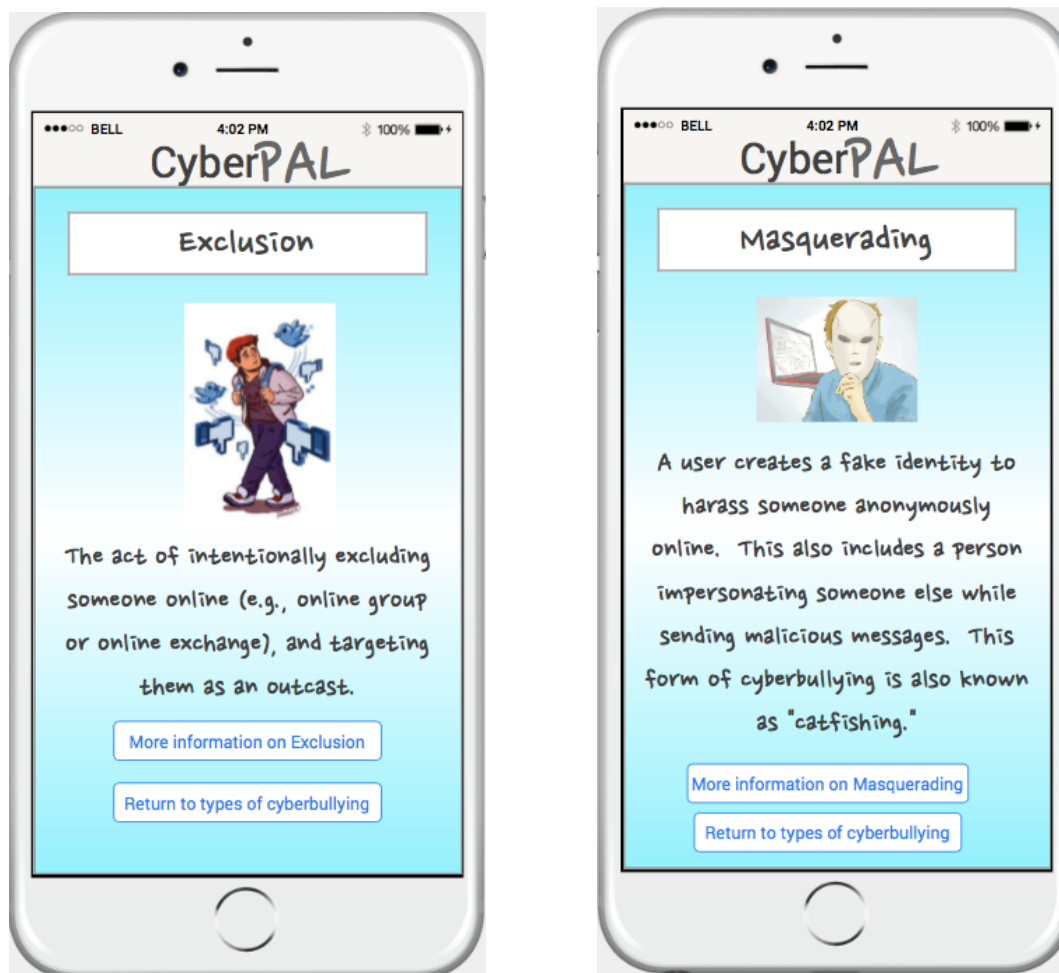 BELL 4:02 PM 100%
CyberPAL
Exclusion
The act of intentionally excluding
someone online (e.g., online group
or online exchange), and targeting
them as an outcast.
More information on Exclusion
Return to types of cyberbullying
BELL 4:02 PM 100%
CyberPAL
Masquerading
A user creates a fake identity to
harass someone anonymously
online. This also includes a person
impersonating someone else while
sending malicious messages. This
form of cyberbullying is also known
as "catfishing."
More information on Masquerading
Return to types of cyberbullying